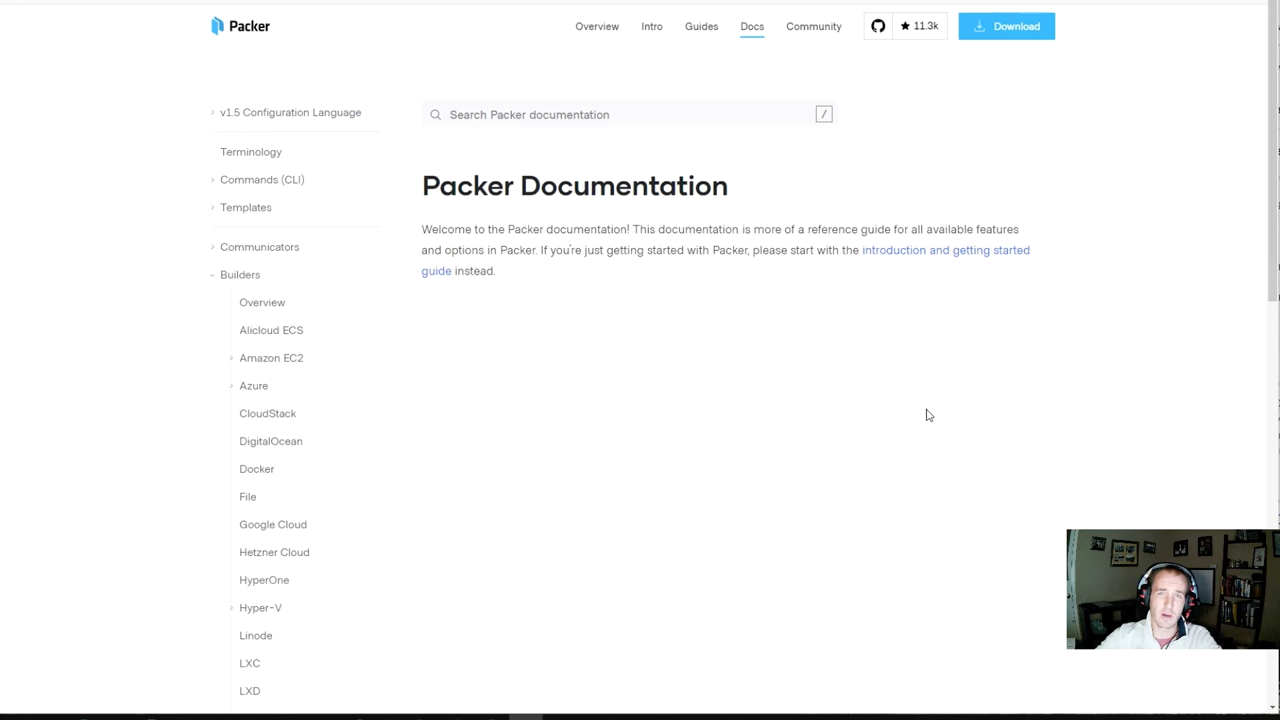 Packer
Overview
Intro
Guides
Docs
Community
11.3k
Download
v1.5 Configuration Language
Terminology
Commands (CLI)
Templates
Communicators
Builders
Overview
Alicloud ECS
Amazon EC2
Azure
CloudStack
DigitalOcean
Docker
File
Google Cloud
Hetzner Cloud
HyperOne
Hyper-V
Linode
LXC
LXD
Search Packer documentation
/
Packer Documentation
Welcome to the Packer documentation! This documentation is more of a reference guide for all available features
and options in Packer. If you're just getting started with Packer, please start with the introduction and getting started
guide instead.